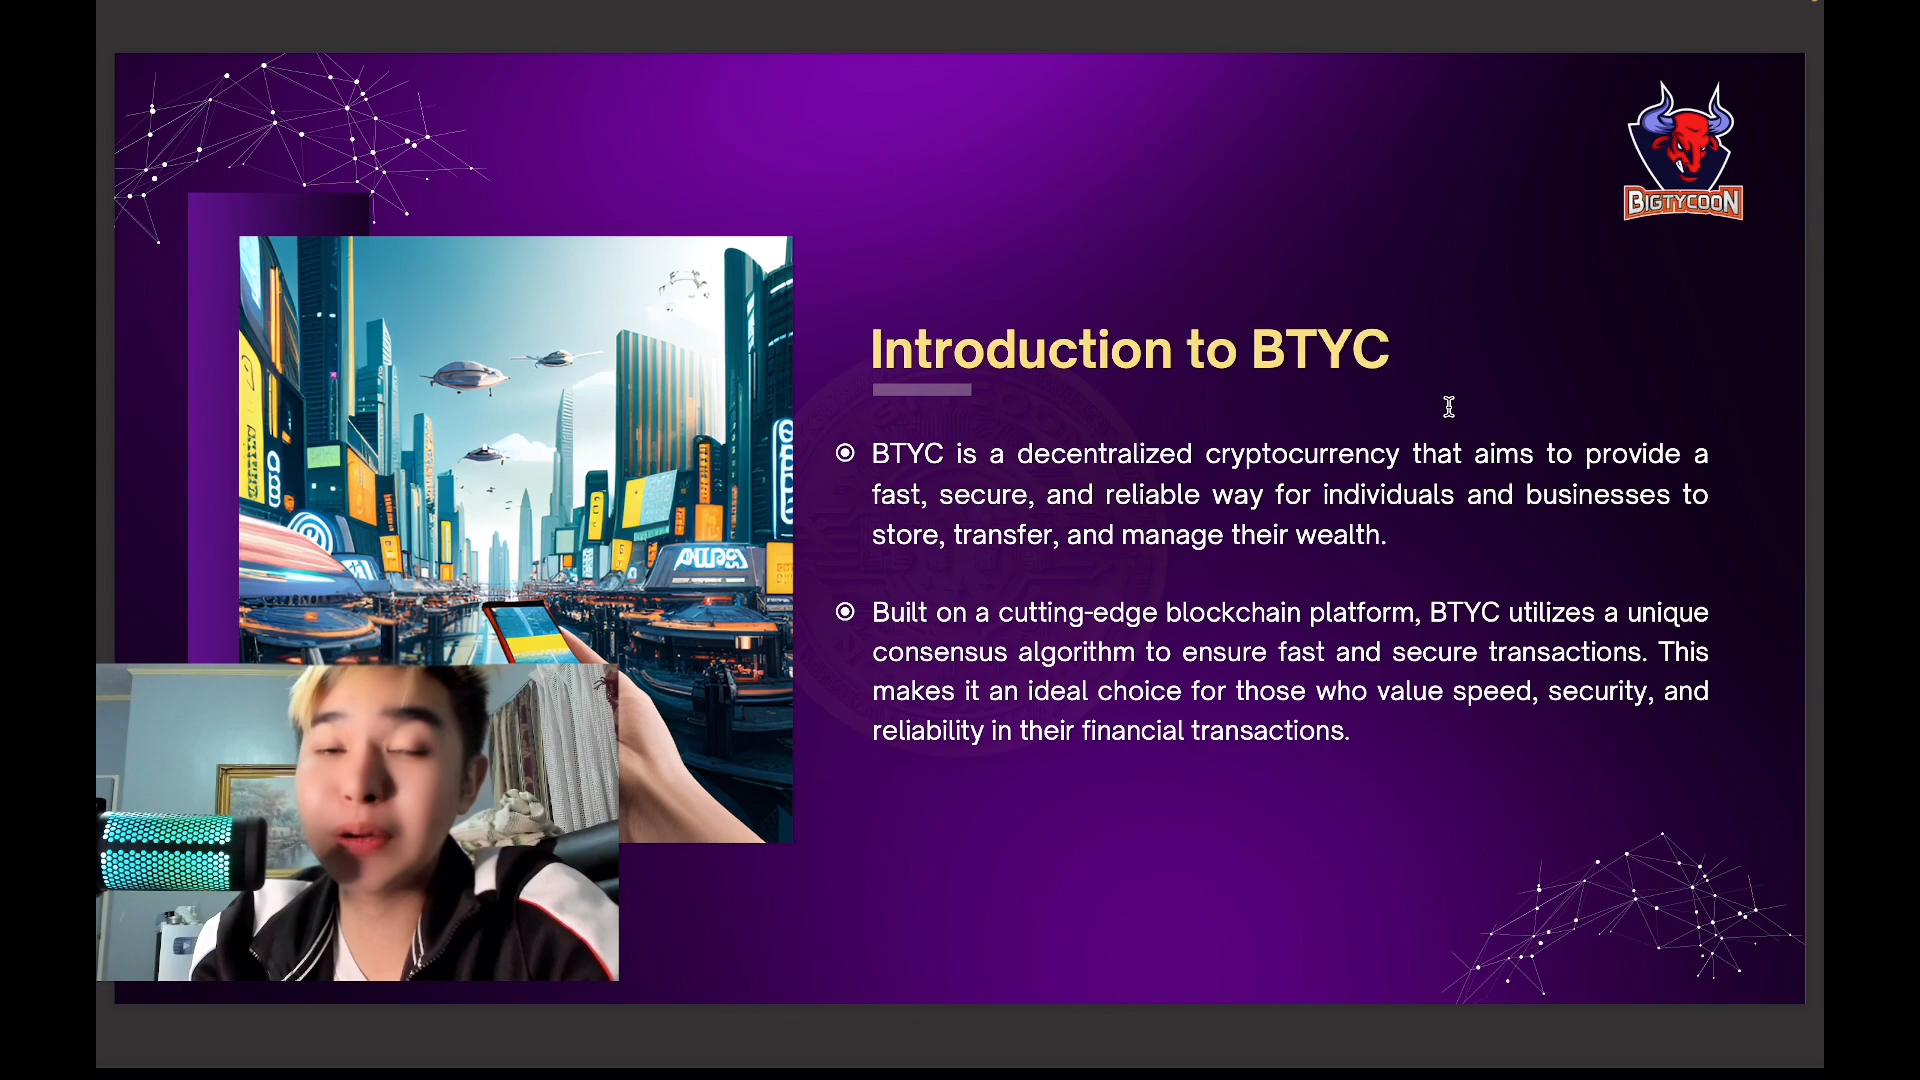 BIGTYCOON
Introduction to BTYC
BTYC is a decentralized cryptocurrency that aims to provide a
fast, secure, and reliable way for individuals and businesses to
store, transfer, and manage their wealth.
Built on a cutting-edge blockchain platform, BTYC utilizes a unique
consensus algorithm to ensure fast and secure transactions. This
makes it an ideal choice for those who value speed, security, and
reliability in their financial transactions.